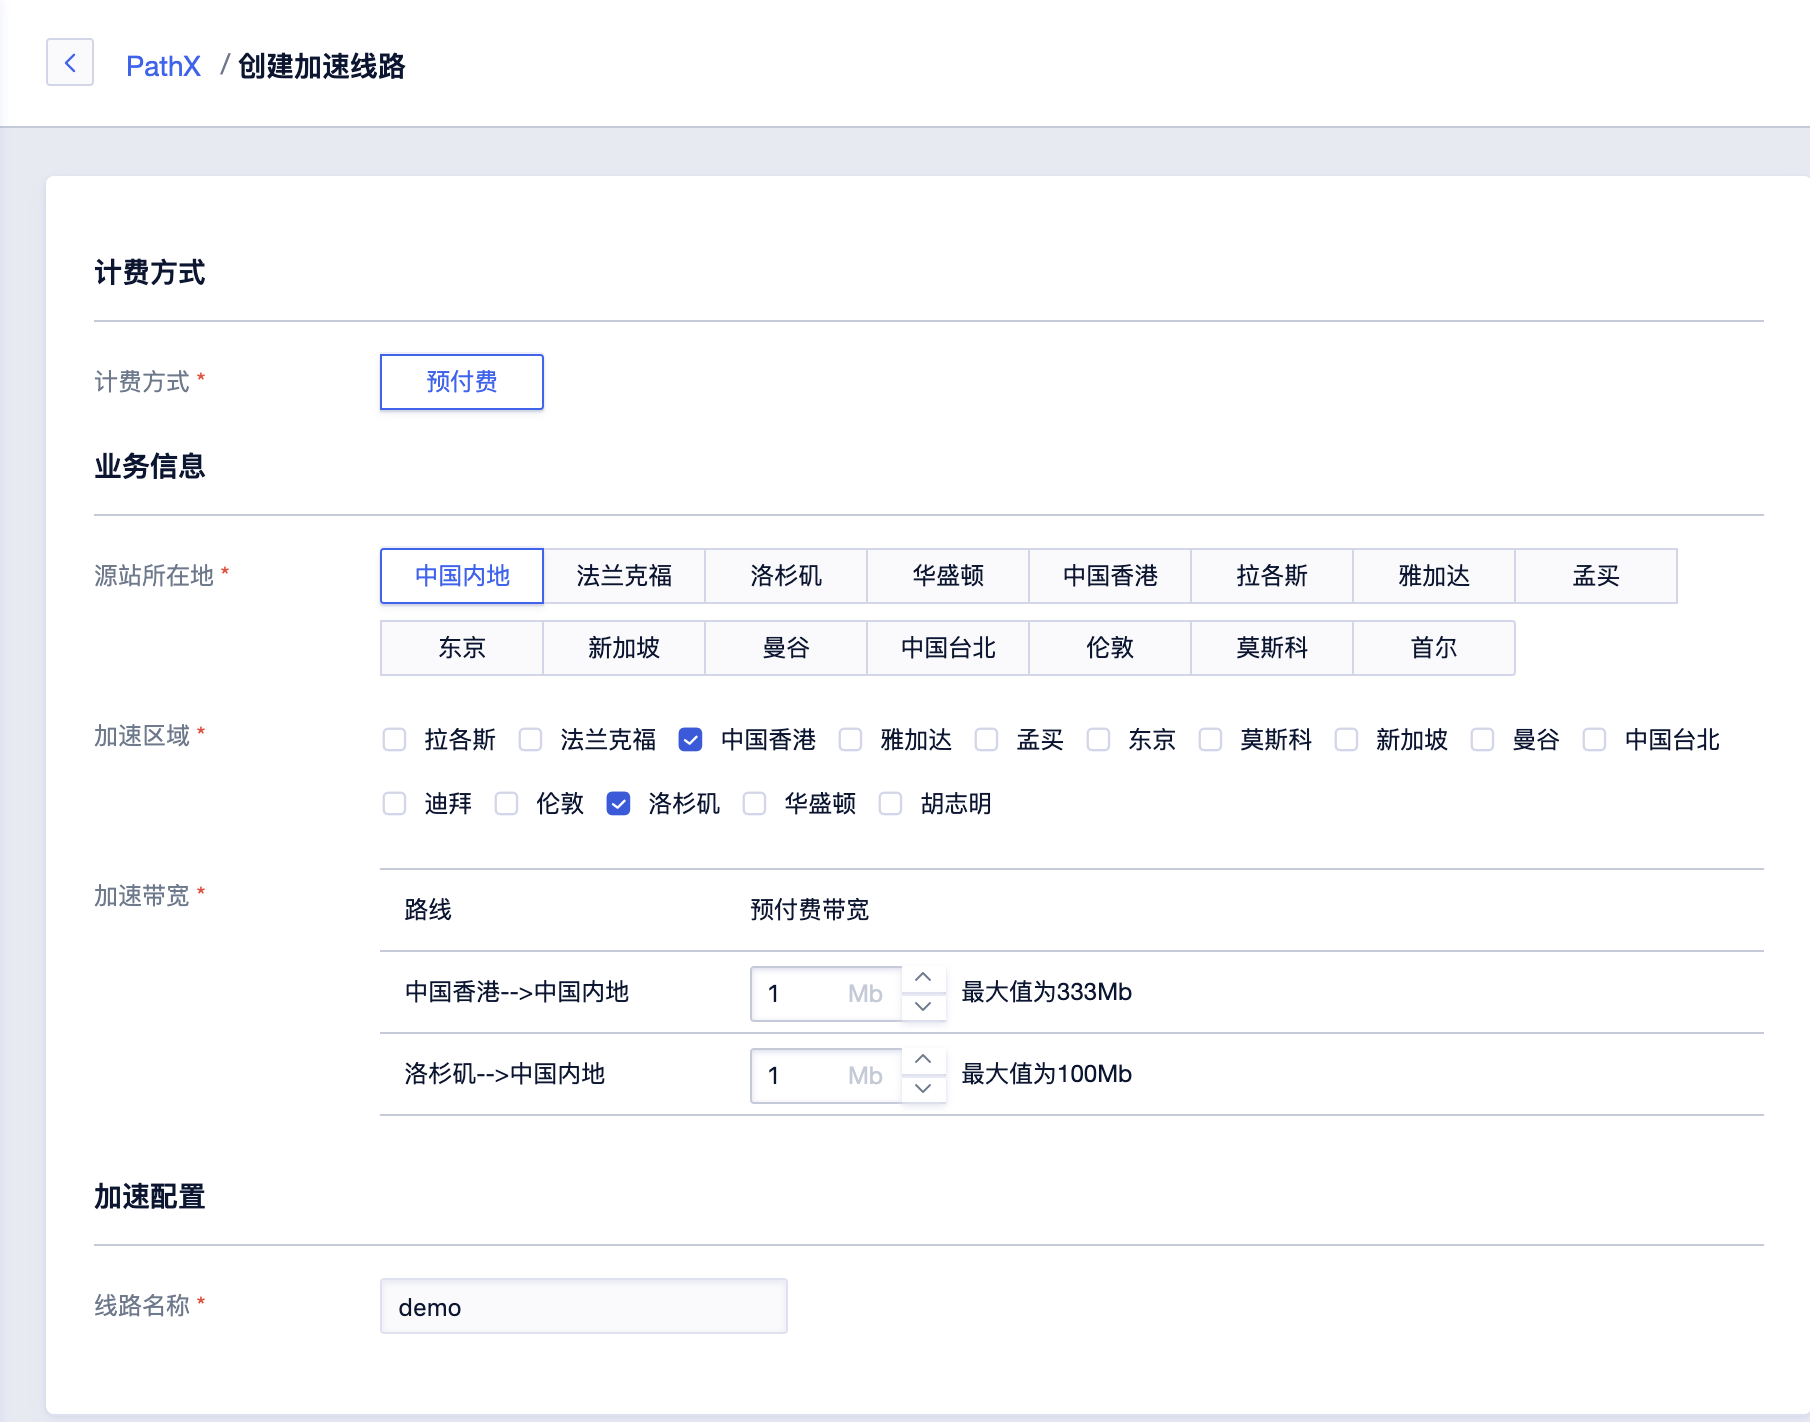 PathX / 创建加速线路
计费方式
计费方式 * 预付费
业务信息
源站所在地 * 中国内地 法兰克福 洛杉矶 华盛顿 中国香港 拉各斯 雅加达 孟买
东京 新加坡 曼谷 中国台北 伦敦 莫斯科 首尔
加速区域 * 拉各斯 法兰克福 中国香港 雅加达 孟买 东京 莫斯科 新加坡 曼谷 中国台北
迪拜 伦敦 洛杉矶 华盛顿 胡志明
加速带宽 *
路线 预付费带宽
中国香港-->中国内地 1 Mb 最大值为333Mb
洛杉矶-->中国内地 1 Mb 最大值为100Mb
加速配置
线路名称 * demo